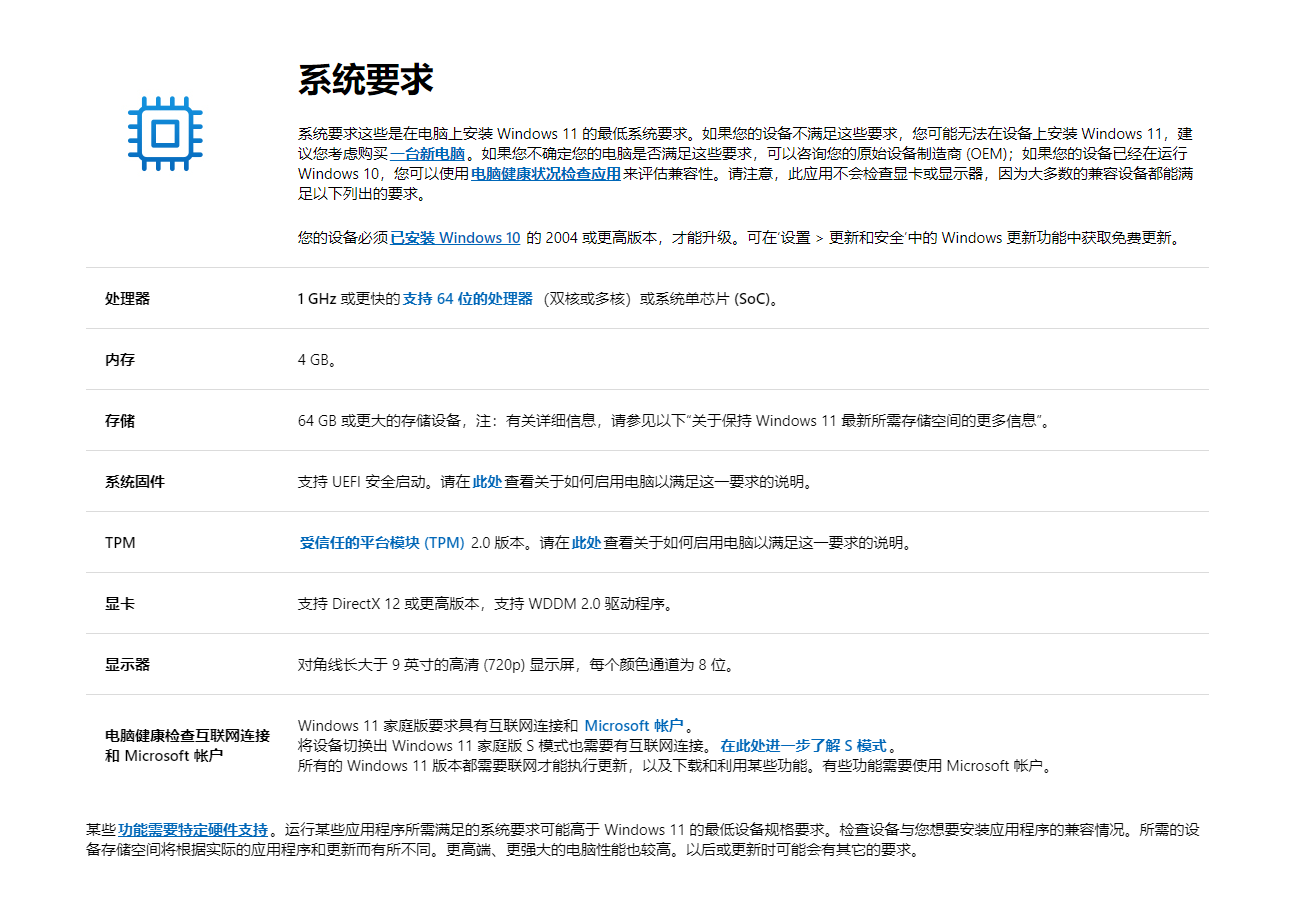 系统要求
系统要求这些是在电脑上安装 Windows 11 的最低系统要求。如果您的设备不满足这些要求，您可能无法在设备上安装 Windows 11，建
议您考虑购买一台新电脑。如果您不确定您的电脑是否满足这些要求，可以咨询您的原始设备制造商 (OEM)；如果您的设备已经在运行
Windows 10，您可以使用电脑健康状况检查应用来评估兼容性。请注意，此应用不会检查显卡或显示器，因为大多数的兼容设备都能满
足以下列出的要求。
您的设备必须已安装 Windows 10 的 2004 或更高版本，才能升级。可在‘设置 > 更新和安全’中的 Windows 更新功能中获取免费更新。
处理器
1 GHz 或更快的支持 64 位的处理器（双核或多核）或系统单芯片 (SoC)。
内存
4 GB。
存储
64 GB 或更大的存储设备，注：有关详细信息，请参见以下“关于保持 Windows 11 最新所需存储空间的更多信息”。
系统固件
支持 UEFI 安全启动。请在此处查看关于如何启用电脑以满足这一要求的说明。
TPM
受信任的平台模块 (TPM) 2.0 版本。请在此处查看关于如何启用电脑以满足这一要求的说明。
显卡
支持 DirectX 12 或更高版本，支持 WDDM 2.0 驱动程序。
显示器
对角线长大于 9 英寸的高清 (720p) 显示屏，每个颜色通道为 8 位。
电脑健康检查互联网连接
和 Microsoft 帐户
Windows 11 家庭版要求具有互联网连接和 Microsoft 帐户。
将设备切换出 Windows 11 家庭版 S 模式也需要有互联网连接。在此处进一步了解 S 模式。
所有的 Windows 11 版本都需要联网才能执行更新，以及下载和利用某些功能。有些功能需要使用 Microsoft 帐户。
某些功能需要特定硬件支持。运行某些应用程序所需满足的系统要求可能高于 Windows 11 的最低设备规格要求。检查设备与您想要安装应用程序的兼容情况。所需的设
备存储空间将根据实际的应用程序和更新而有所不同。更高端、更强大的电脑性能也较高。以后或更新时可能会有其它的要求。